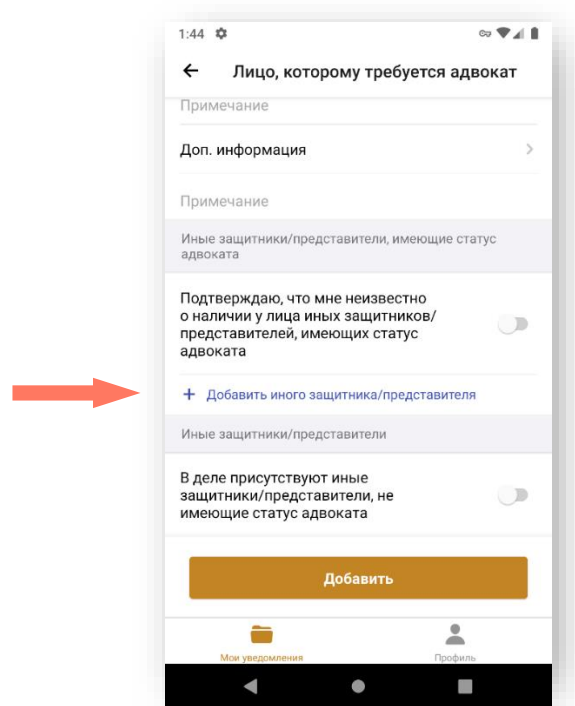 1:44
Лицо, которому требуется адвокат
Примечание
Доп. информация
Примечание
Иные защитники/представители, имеющие статус
адвоката
Подтверждаю, что мне неизвестно
о наличии у лица иных защитников/
представителей, имеющих статус
адвоката
+ Добавить иного защитника/представителя
Иные защитники/представители
В деле присутствуют иные
защитники/представители, не
имеющие статус адвоката
Добавить
Мои уведомления
Профиль